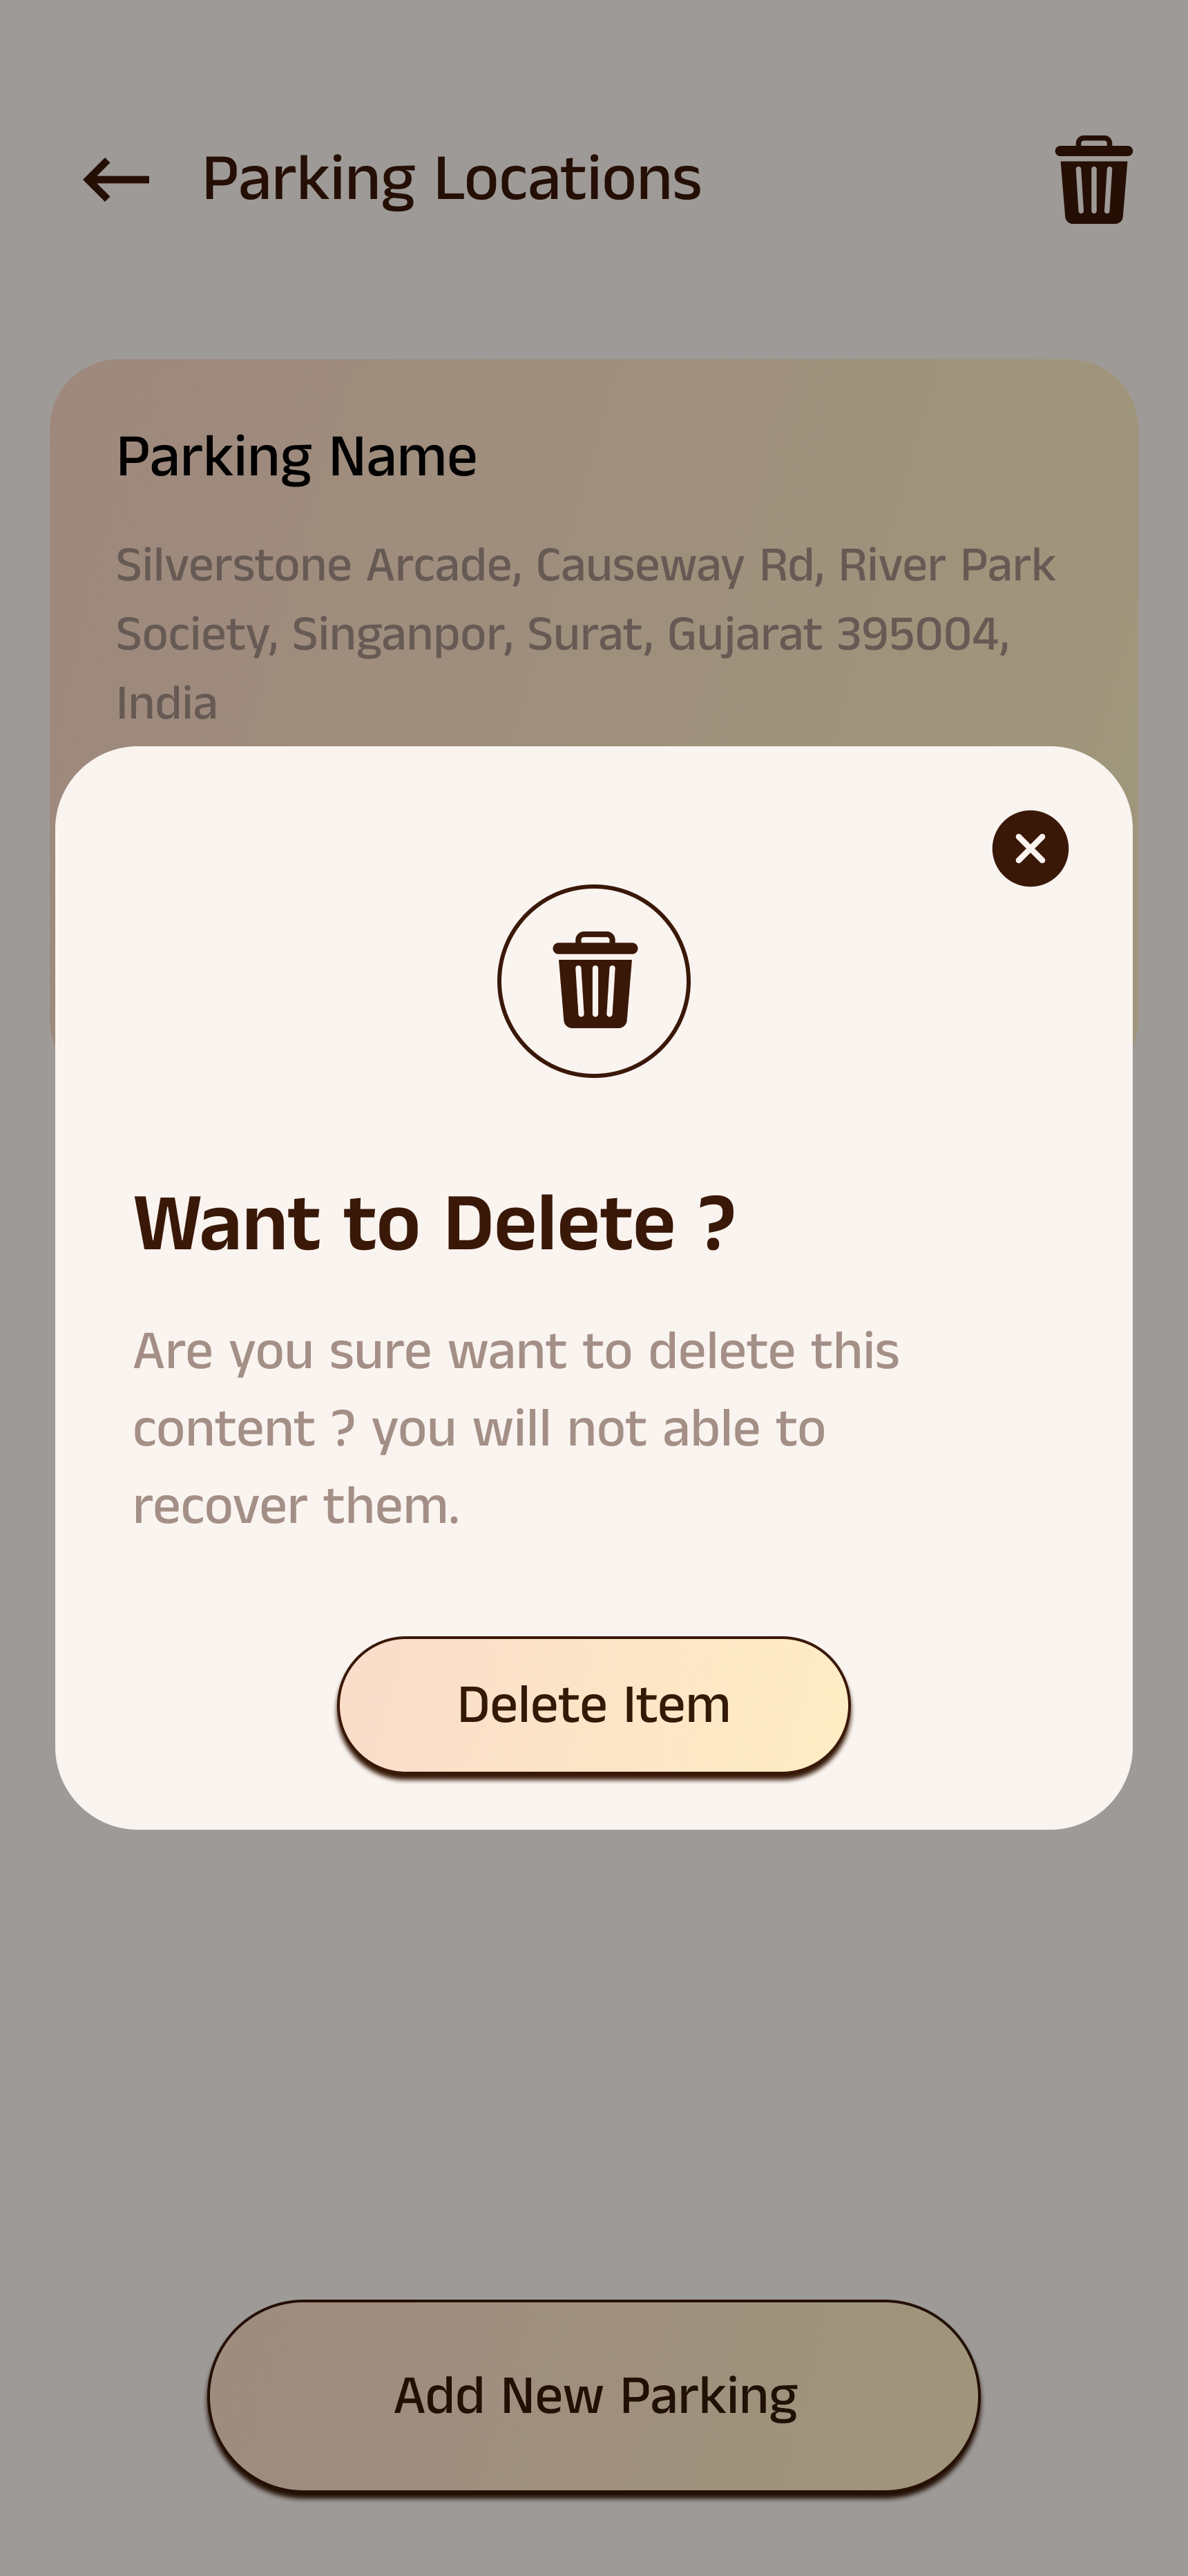 Parking Locations
Parking Name
Silverstone Arcade, Causeway Rd, River Park
Society, Singanpor, Surat, Gujarat 395004,
India
Want to Delete ?
Are you sure want to delete this
content ? you will not able to
recover them.
Delete Item
Add New Parking